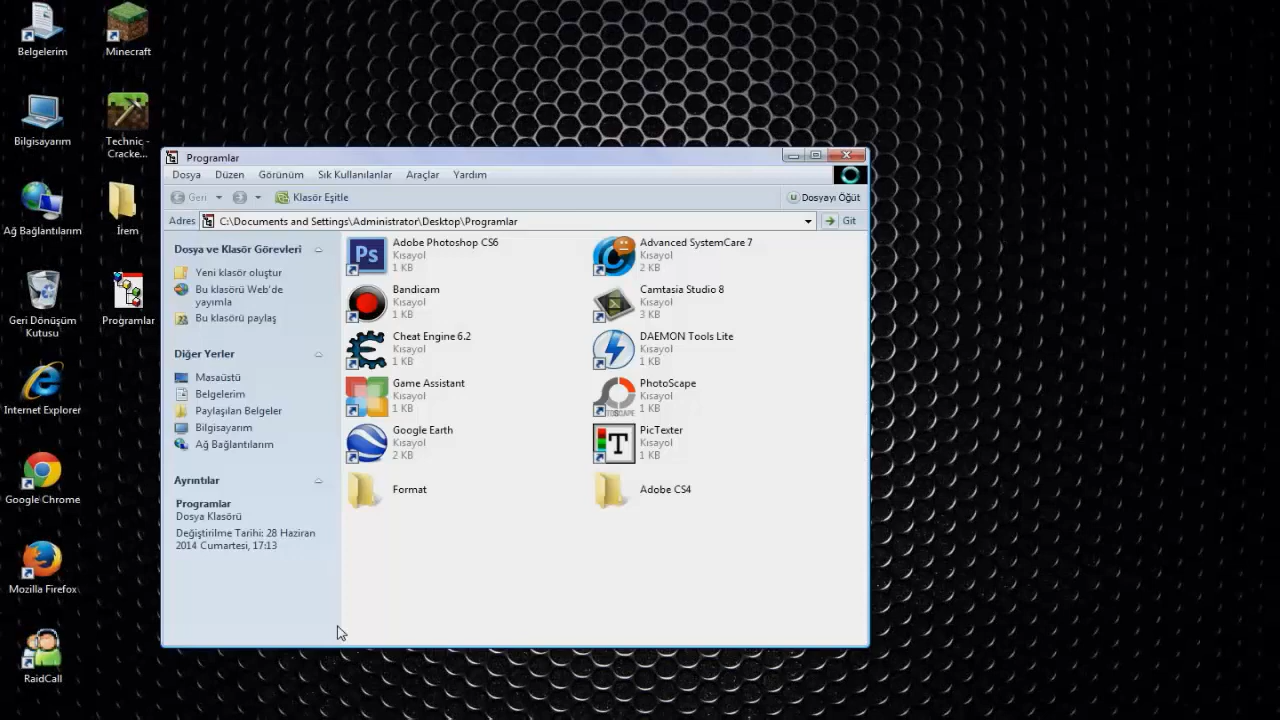 Belgelerim
Minecraft
Bilgisayarım
Technic -
Cracke...
Ağ Bağlantılarım
İrem
Geri Dönüşüm
Kutusu
Programlar
Internet Explorer
Google Chrome
Mozilla Firefox
RaidCall
Programlar
Dosya
Düzen
Görünüm
Sık Kullanılanlar
Araçlar
Yardım
Geri
Klasör Eşitle
Dosyayı Öğüt
Adres
C:\Documents and Settings\Administrator\Desktop\Programlar
Git
Dosya ve Klasör Görevleri
Yeni klasör oluştur
Bu klasörü Web'de
yayımla
Bu klasörü paylaş
Diğer Yerler
Masaüstü
Belgelerim
Paylaşılan Belgeler
Bilgisayarım
Ağ Bağlantılarım
Ayrıntılar
Programlar
Dosya Klasörü
Değiştirilme Tarihi: 28 Haziran
2014 Cumartesi, 17:13
Ps
Adobe Photoshop CS6
Kısayol
1 KB
Advanced SystemCare 7
Kısayol
2 KB
Bandicam
Kısayol
1 KB
Camtasia Studio 8
Kısayol
3 KB
Cheat Engine 6.2
Kısayol
1 KB
DAEMON Tools Lite
Kısayol
1 KB
Game Assistant
Kısayol
1 KB
PhotoScape
Kısayol
1 KB
Google Earth
Kısayol
2 KB
T
PicTexter
Kısayol
1 KB
Format
Adobe CS4